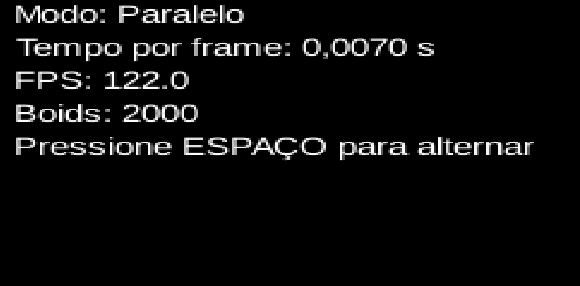 Modo: Paralelo
Tempo por frame: 0,0070 s
FPS: 122.0
Boids: 2000
Pressione ESPAÇO para alternar